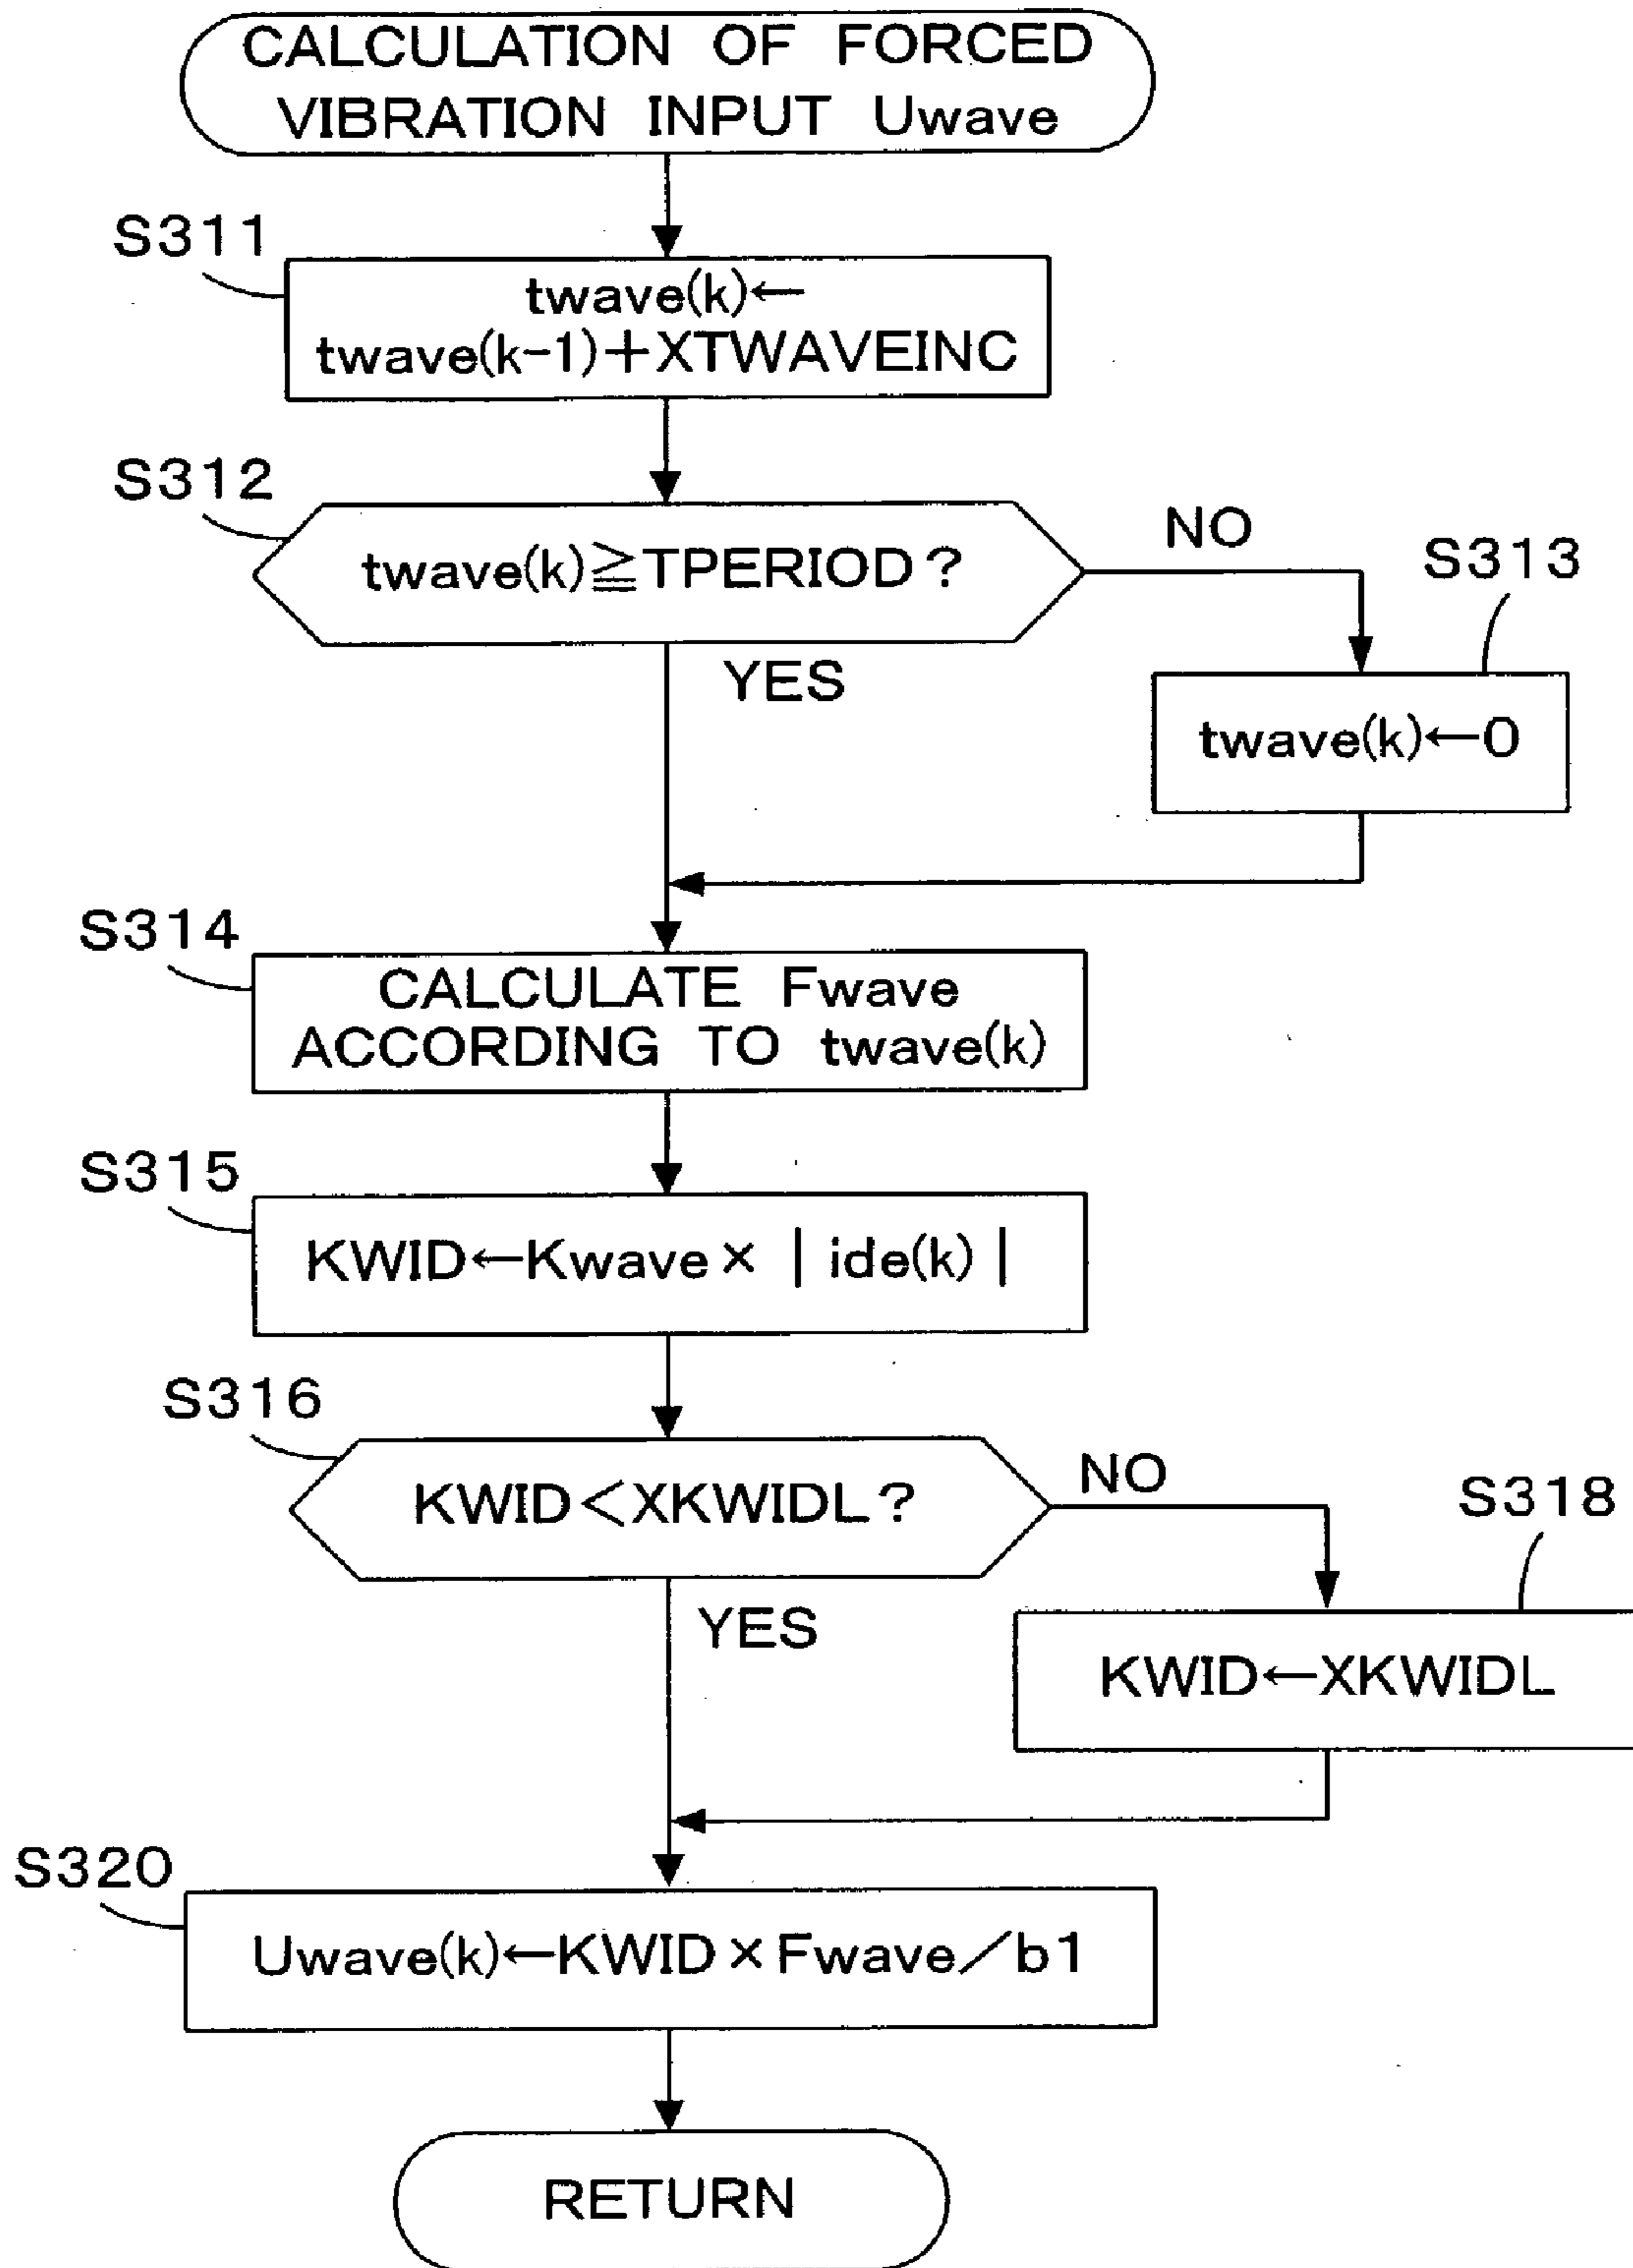 CALCULATION OF FORCED
VIBRATION INPUT Uwave
S311
twave(k)←
twave(k-1)+XTWAVEINC
S312
twave(k)≧TPERIOD?
NO
S313
YES
twave(k)←0
S314
CALCULATE Fwave
ACCORDING TO twave(k)
S315
KWID←Kwave×|ide(k)|
S316
KWID<XKWIDL?
NO
S318
YES
KWID←XKWIDL
S320
Uwave(k)←KWID×Fwave/b1
RETURN